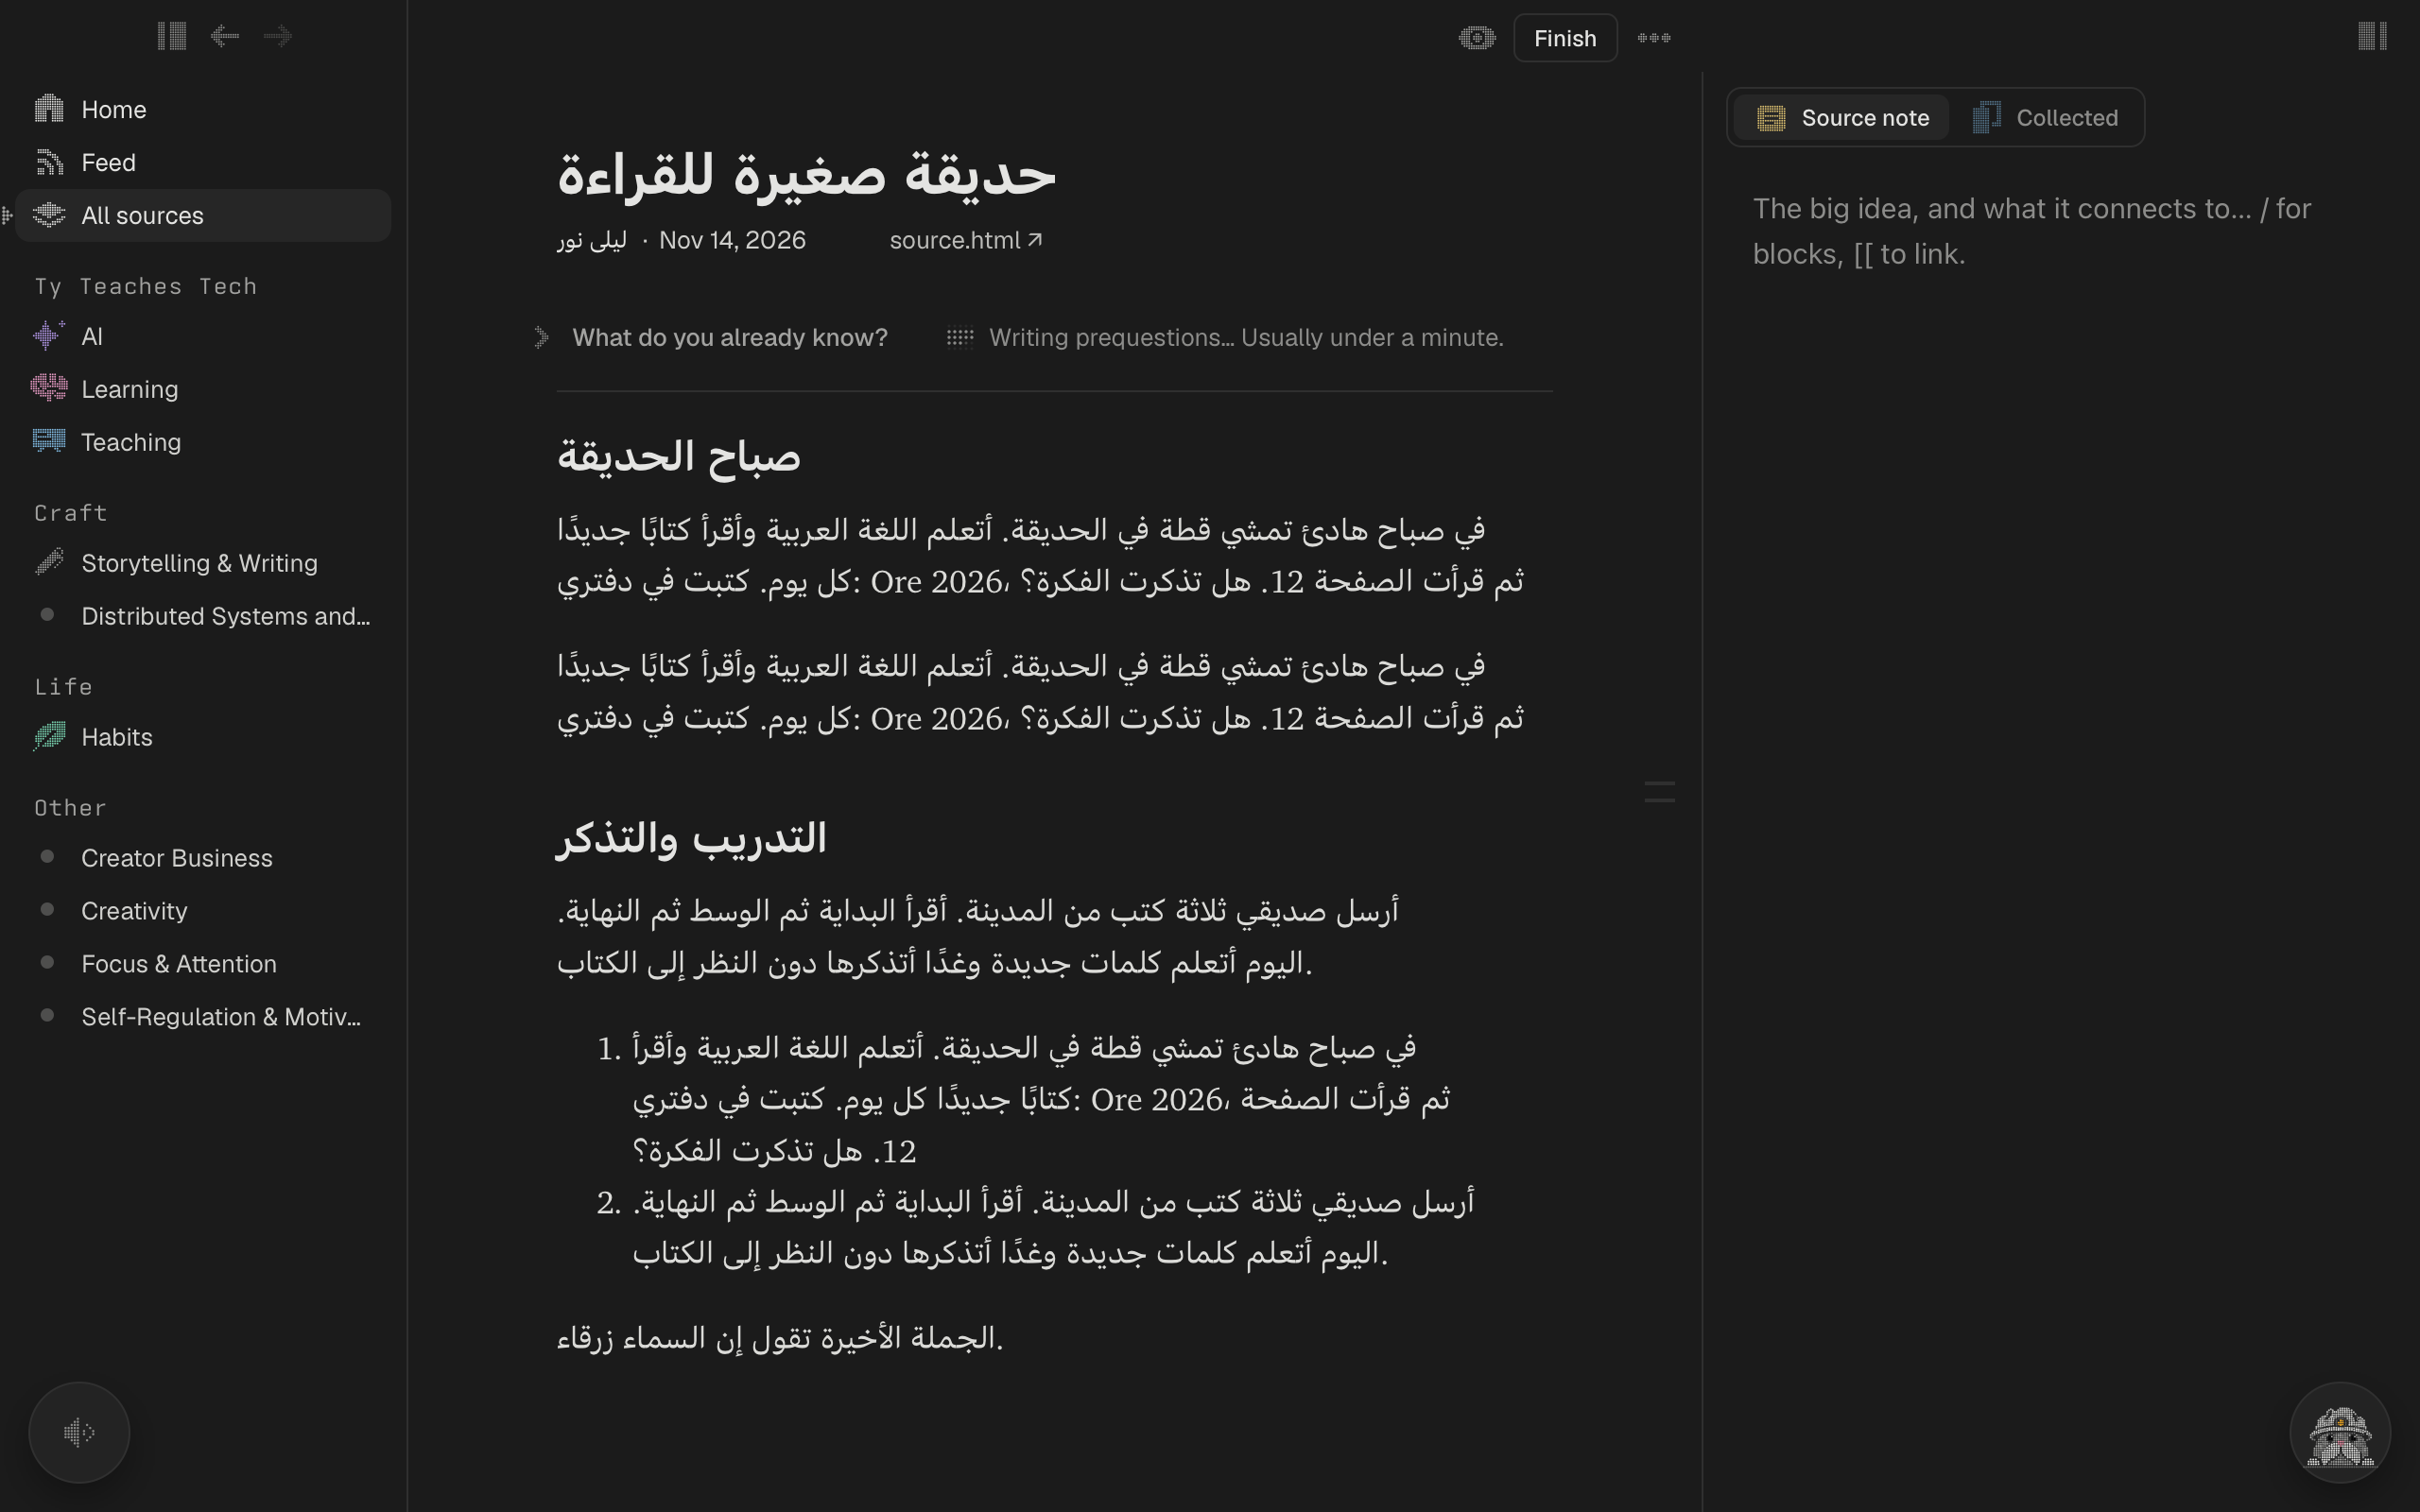 Finish
Home
Feed
All sources
Ty Teaches Tech
AI
Learning
Teaching
Craft
Storytelling & Writing
Distributed Systems and...
Life
Habits
Other
Creator Business
Creativity
Focus & Attention
Self-Regulation & Motiv...
حديقة صغيرة للقراءة
ليلى نور · Nov 14, 2026 source.html
What do you already know? Writing prequestions... Usually under a minute.
صباح الحديقة
في صباح هادئ تمشي قطة في الحديقة. أتعلم اللغة العربية وأقرأ كتابًا جديدًا
كل يوم. كتبت في دفتري: Ore 2026، ثم قرأت الصفحة 12. هل تذكرت الفكرة؟
في صباح هادئ تمشي قطة في الحديقة. أتعلم اللغة العربية وأقرأ كتابًا جديدًا
كل يوم. كتبت في دفتري: Ore 2026، ثم قرأت الصفحة 12. هل تذكرت الفكرة؟
التدريب والتذكر
أرسل صديقي ثلاثة كتب من المدينة. أقرأ البداية ثم الوسط ثم النهاية.
اليوم أتعلم كلمات جديدة وغدًا أتذكرها دون النظر إلى الكتاب.
1. في صباح هادئ تمشي قطة في الحديقة. أتعلم اللغة العربية وأقرأ
كتابًا جديدًا كل يوم. كتبت في دفتري: Ore 2026، ثم قرأت الصفحة
12. هل تذكرت الفكرة؟
2. أرسل صديقي ثلاثة كتب من المدينة. أقرأ البداية ثم الوسط ثم النهاية.
اليوم أتعلم كلمات جديدة وغدًا أتذكرها دون النظر إلى الكتاب.
الجملة الأخيرة تقول إن السماء زرقاء.
Source note
Collected
The big idea, and what it connects to... / for
blocks, [[ to link.